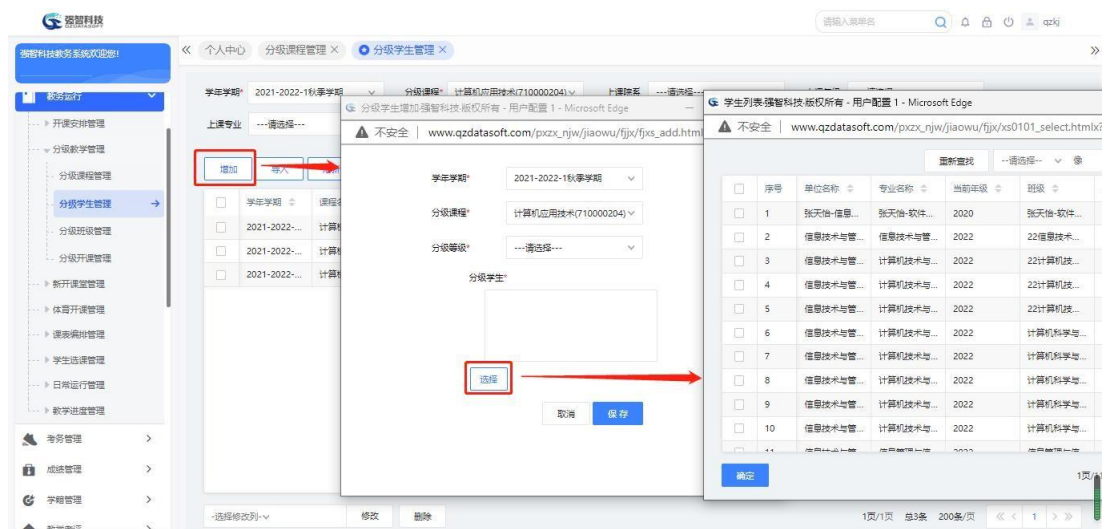 强智科技
QZDATASOFT
请输入菜单名
qzkj
强智科技教务系统欢迎您!
个人中心
分级课程管理 ×
分级学生管理 ×
教务运行
开课安排管理
分级教学管理
分级课程管理
分级学生管理
分级班级管理
分级开课管理
新开课堂管理
体育开课管理
课表编排管理
学生选课管理
日常运行管理
教学进度管理
考务管理
成绩管理
学籍管理
学年学期* 2021-2022-1秋季学期
分级课程* 计算机应用技术(710000204)
上课院系
上课专业 ---请选择---
增加
导入
学年学期
2021-2022-... 计算机
2021-2022-...
2021-2022-...
-选择修改列-
修改
删除
1页/1页 总3条 200条/页
1
分级学生增加-强智科技-版权所有 - 用户配置 1 - Microsoft Edge
不安全 | www.qzdatasoft.com/pxzx_njw/jiaowu/fjjx/fjxs_add.html
学年学期* 2021-2022-1秋季学期
分级课程* 计算机应用技术(710000204)
分级等级* ---请选择---
分级学生*
选择
取消
保存
学生列表-强智科技-版权所有 - 用户配置 1 - Microsoft Edge
不安全 | www.qzdatasoft.com/pxzx_njw/jiaowu/fjjx/xs0101_select.htmlx?
重新查找
--请选择--
像
序号 单位名称 专业名称 当前年级 班级
1 张天怡-信息... 张天怡-软件... 2020 张天怡-软件...
2 信息技术与管... 信息技术与管... 2022 22信息技术...
3 信息技术与管... 计算机技术与... 2022 22计算机技...
4 信息技术与管... 计算机技术与... 2022 22计算机技...
5 信息技术与管... 计算机技术与... 2022 22计算机技...
6 信息技术与管... 计算机技术与... 2022 计算机科学与...
7 信息技术与管... 计算机技术与... 2022 计算机科学与...
8 信息技术与管... 计算机技术与... 2022 计算机科学与...
9 信息技术与管... 计算机技术与... 2022 计算机科学与...
10 信息技术与管... 计算机技术与... 2022 计算机科学与...
确定